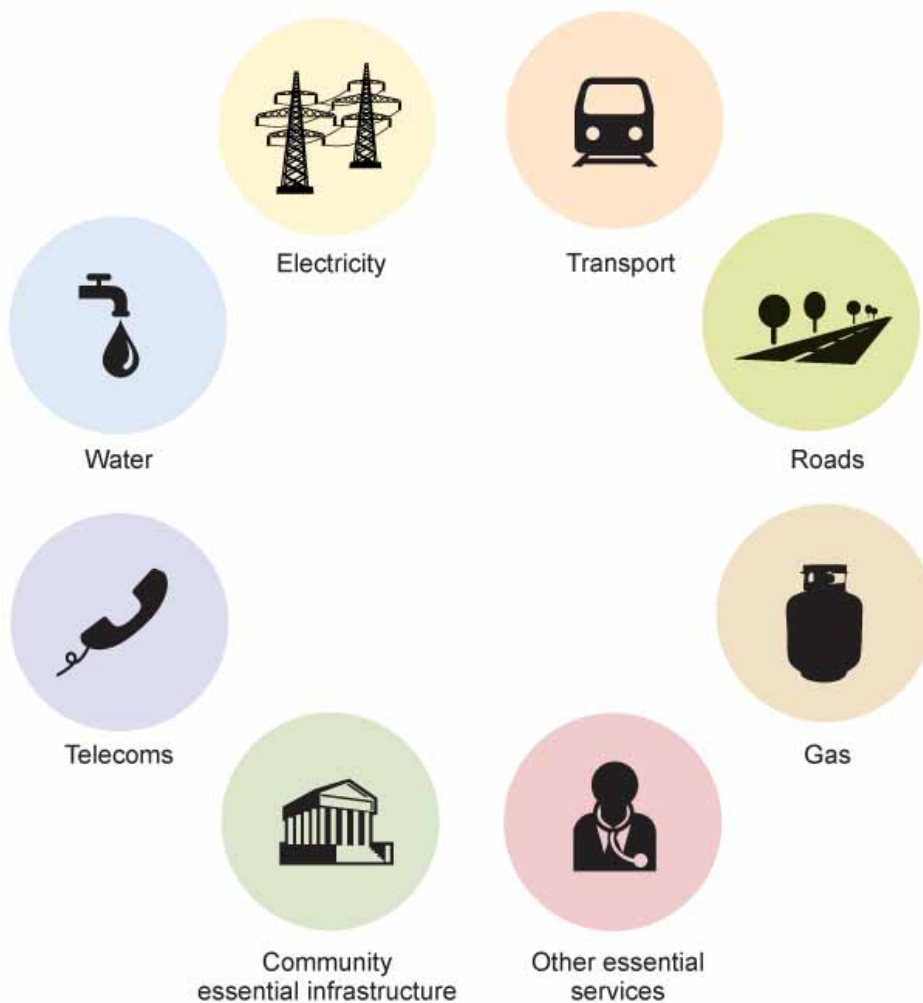 Electricity
Transport
Water
Roads
Telecoms
Gas
Community
essential infrastructure
Other essential
services